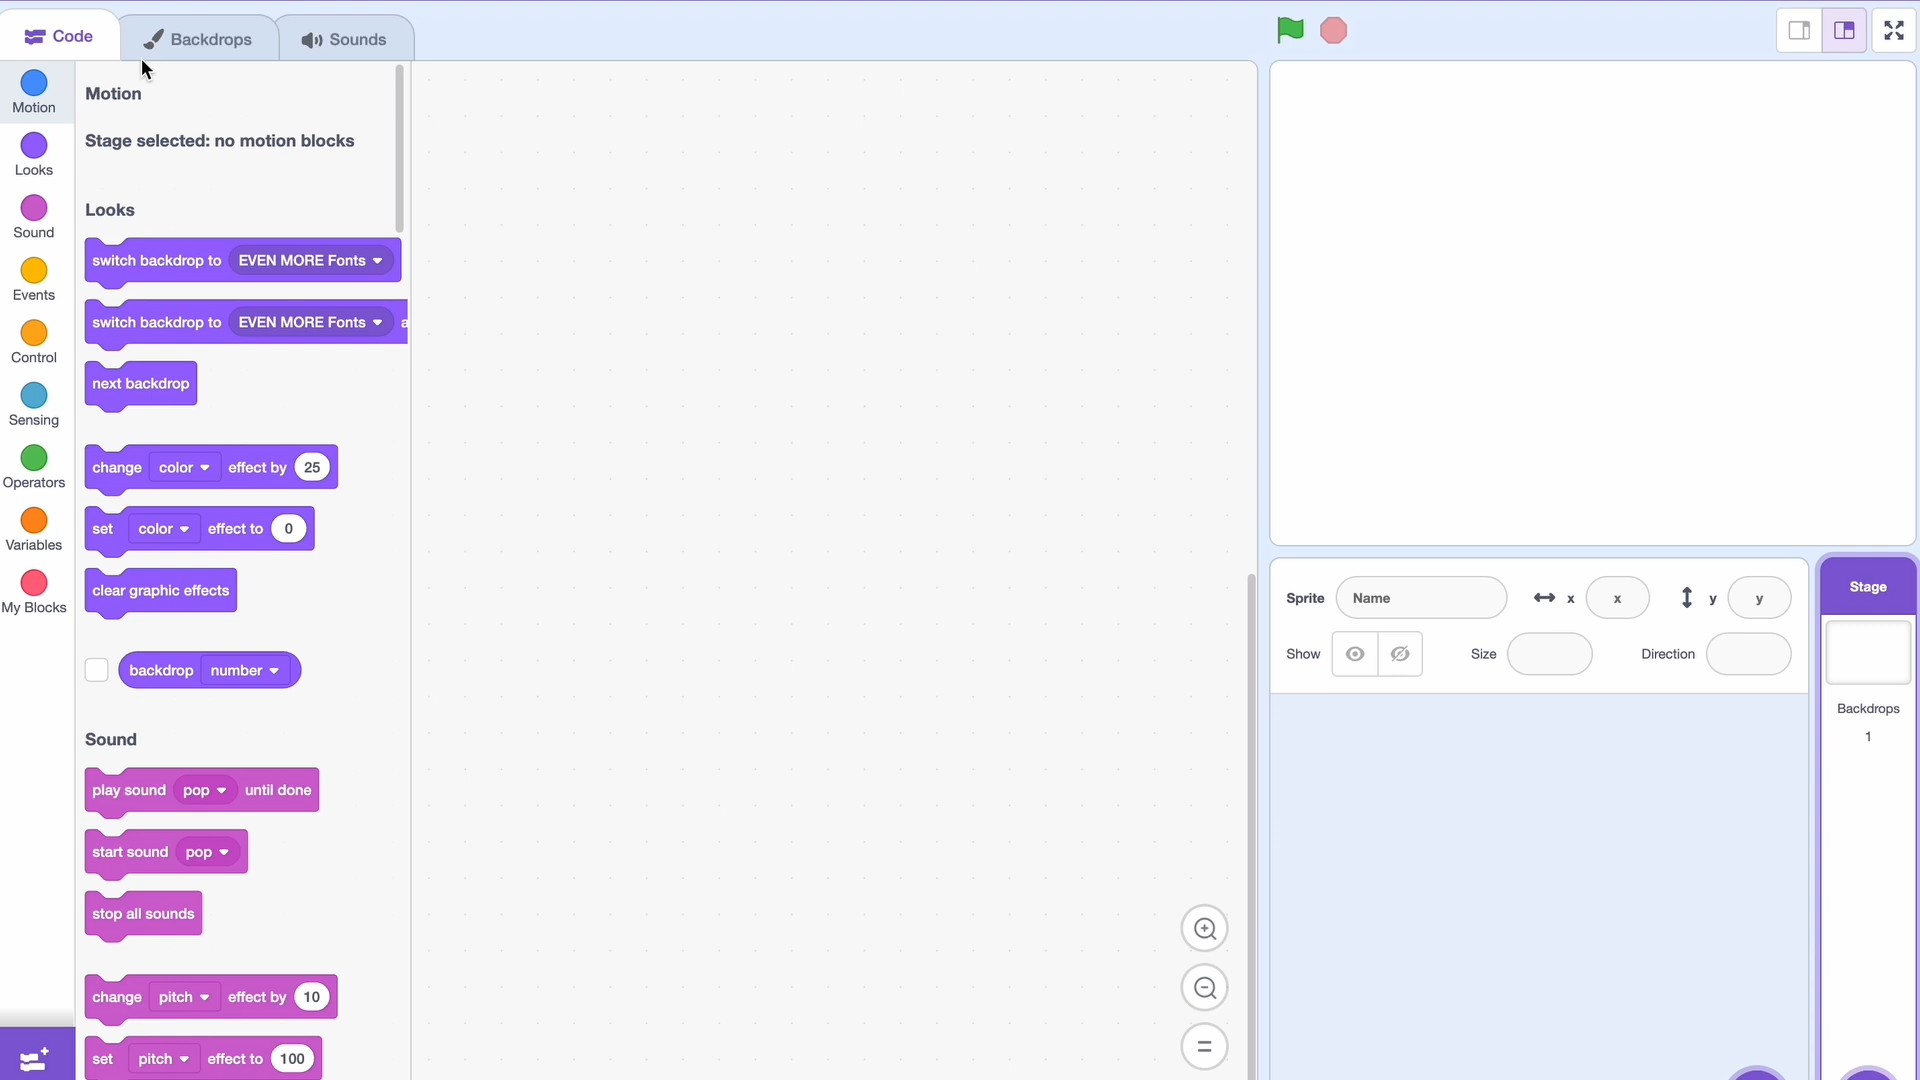 Code
Backdrops
Sounds
Motion
Looks
Sound
Events
Control
Sensing
Operators
Variables
My Blocks
Motion
Stage selected: no motion blocks
Looks
switch backdrop to EVEN MORE Fonts
switch backdrop to EVEN MORE Fonts a
next backdrop
change color effect by 25
set color effect to 0
clear graphic effects
backdrop number
Sound
play sound pop until done
start sound pop
stop all sounds
change pitch effect by 10
set pitch effect to 100
Sprite Name x x y y
Show Size Direction
Stage
Backdrops
1